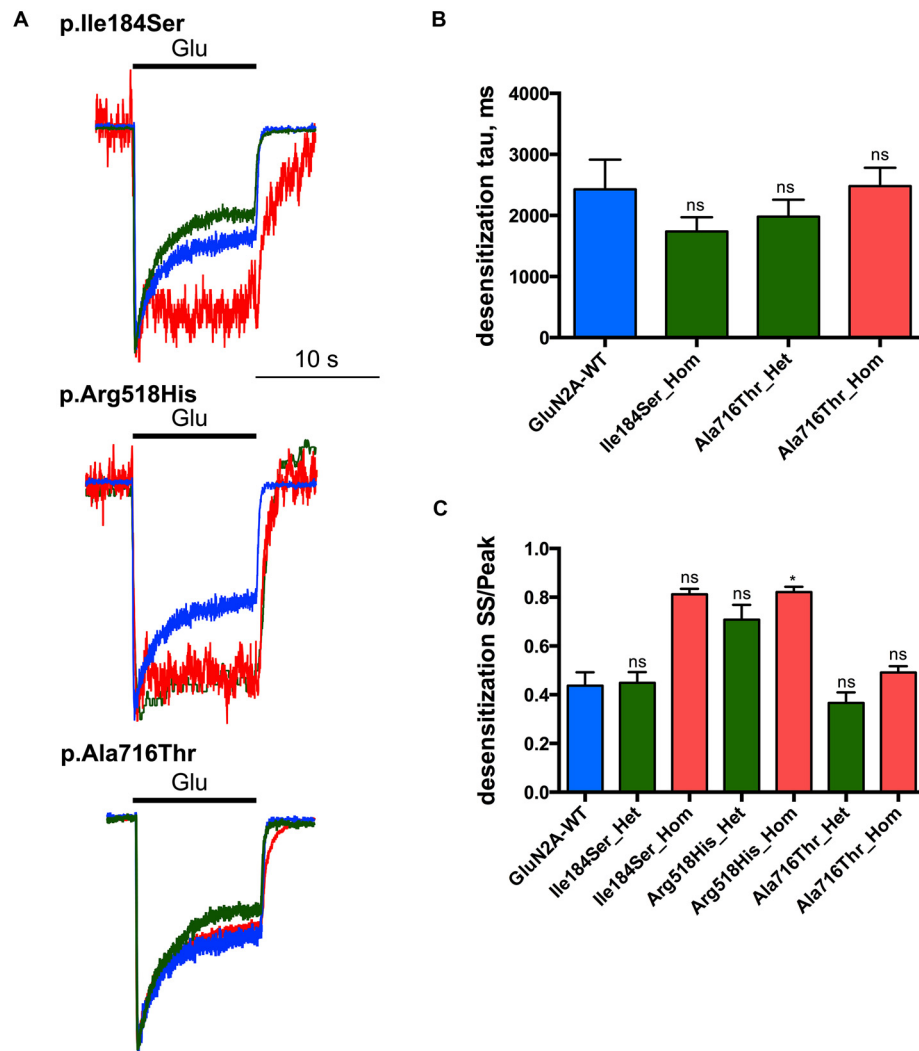 A
p.Ile184Ser
Glu
10 s
p.Arg518His
Glu
p.Ala716Thr
Glu
B
desensitization tau, ms
4000
3000
2000
1000
0
ns
ns
ns
GluN2A-WT
Ile184Ser_Hom
Ala716Thr_Het
Ala716Thr_Hom
C
desensitization SS/Peak
1.0
0.8
0.6
0.4
0.2
0.0
ns
ns
ns
*
ns
ns
GluN2A-WT
Ile184Ser_Het
Ile184Ser_Hom
Arg518His_Het
Arg518His_Hom
Ala716Thr_Het
Ala716Thr_Hom